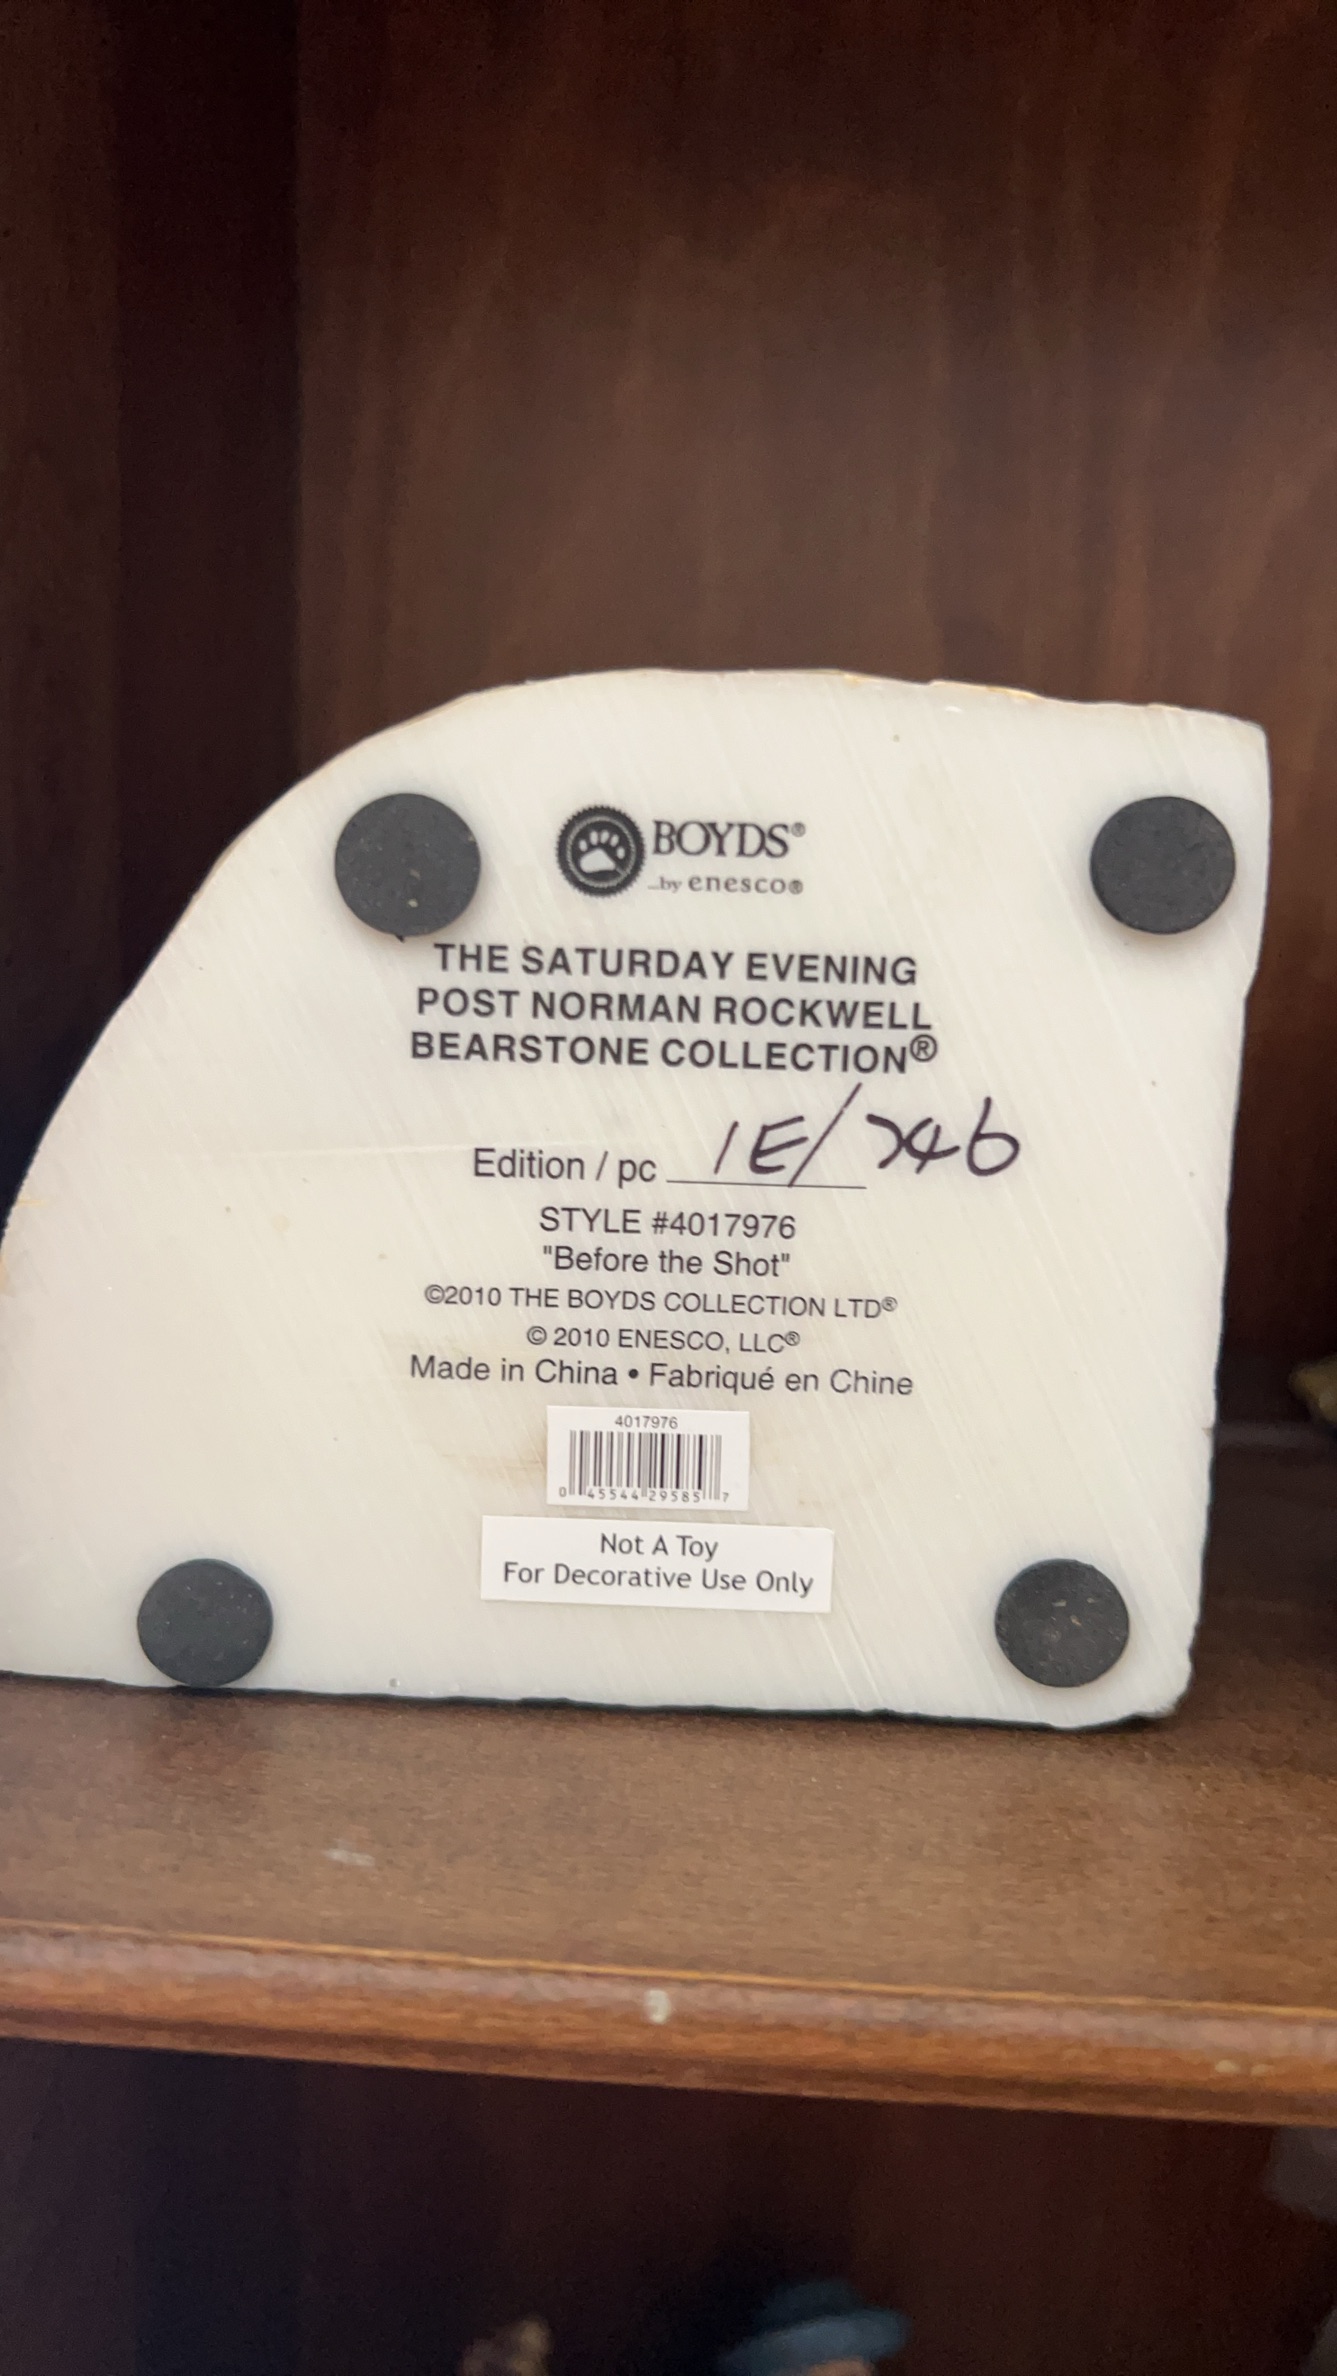 BOYDS®
...by enesco®
THE SATURDAY EVENING
POST NORMAN ROCKWELL
BEARSTONE COLLECTION®
Edition / pc 1E/
STYLE #4017976
"Before the Shot"
©2010 THE BOYDS COLLECTION LTD®
© 2010 ENESCO, LLC®
Made in China • Fabriqué en Chine
4017976
0 45544 29585 7
Not A Toy
For Decorative Use Only